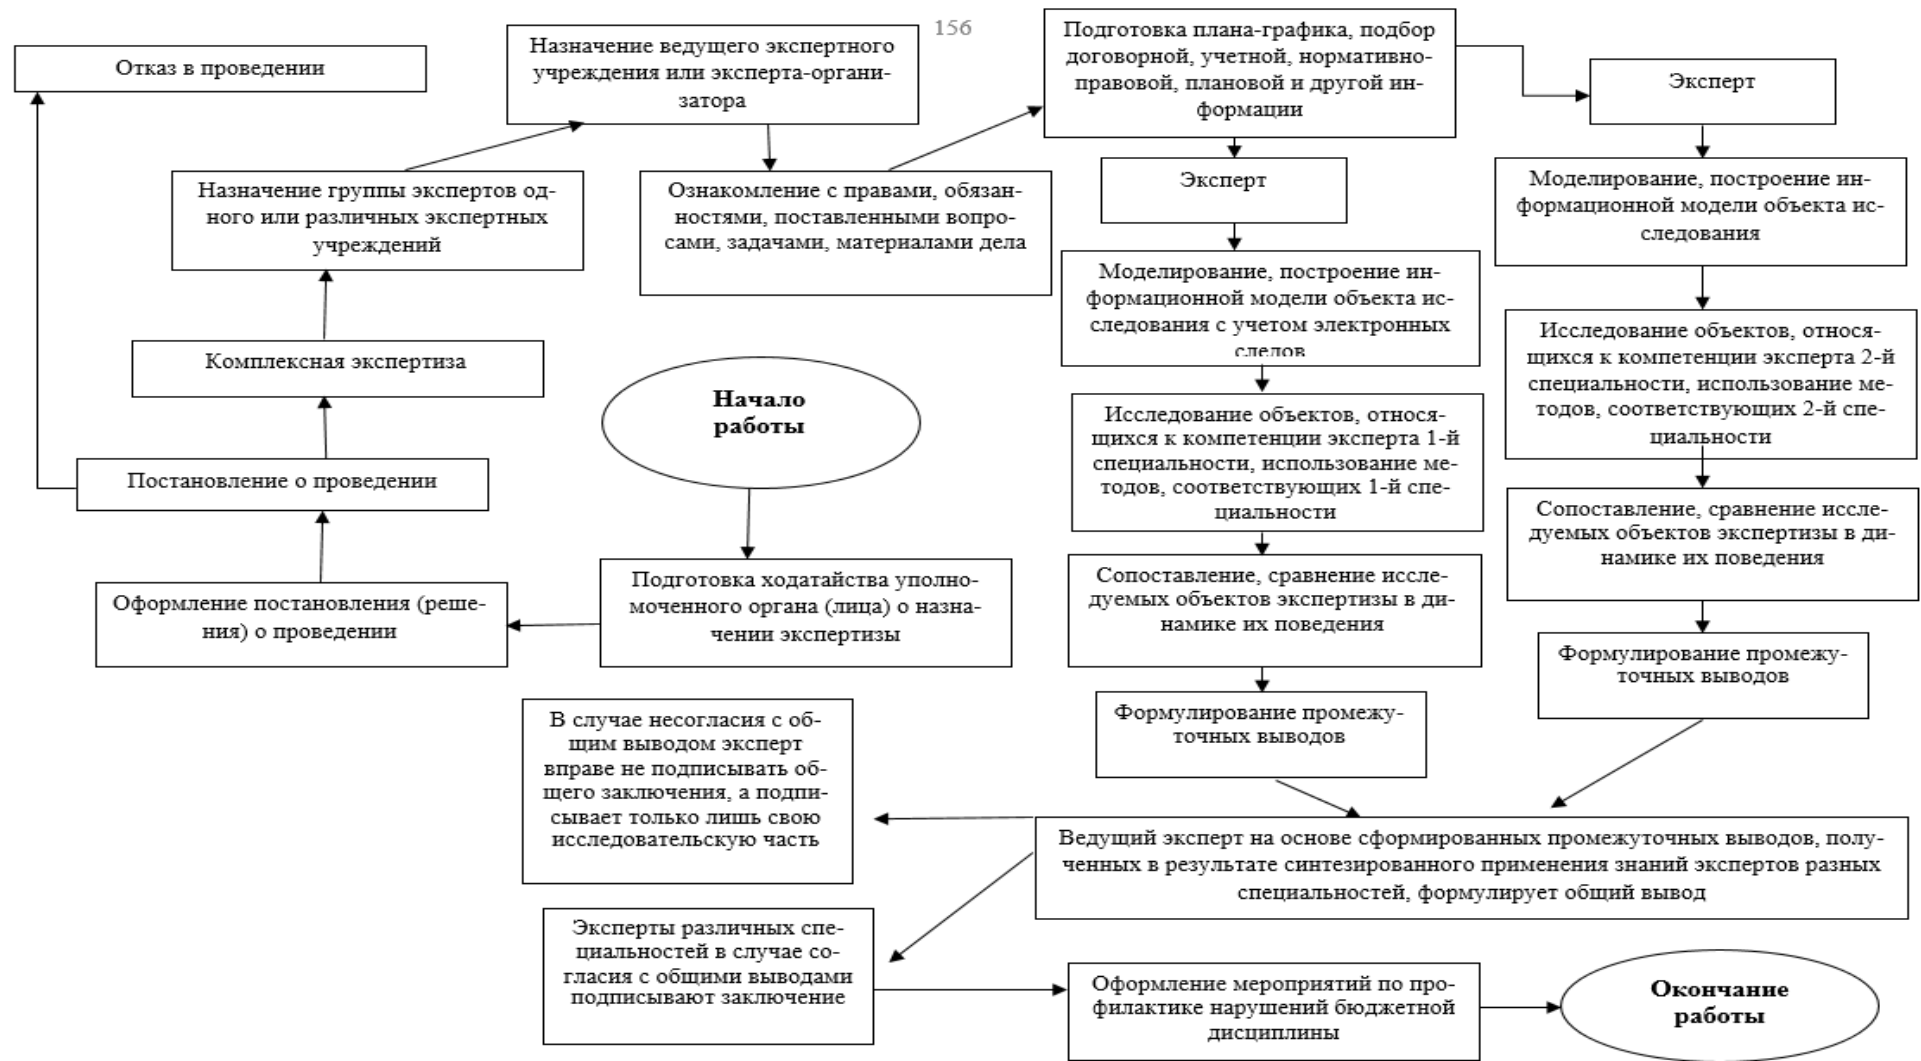 156
Отказ в проведении
Назначение ведущего экспертного
учреждения или эксперта-органи-
затора
Подготовка плана-графика, подбор
договорной, учетной, нормативно-
правовой, плановой и другой ин-
формации
Эксперт
Назначение группы экспертов од-
ного или различных экспертных
учреждений
Ознакомление с правами, обязан-
ностями, поставленными вопро-
сами, задачами, материалами дела
Эксперт
Моделирование, построение ин-
формационной модели объекта ис-
следования
Моделирование, построение ин-
формационной модели объекта ис-
следования с учетом электронных
следов
Исследование объектов, относя-
щихся к компетенции эксперта 2-й
специальности, использование ме-
тодов, соответствующих 2-й спе-
циальности
Комплексная экспертиза
Начало
работы
Исследование объектов, относя-
щихся к компетенции эксперта 1-й
специальности, использование ме-
тодов, соответствующих 1-й спе-
циальности
Постановление о проведении
Сопоставление, сравнение иссле-
дуемых объектов экспертизы в ди-
намике их поведения
Оформление постановления (реше-
ния) о проведении
Подготовка ходатайства уполно-
моченного органа (лица) о назна-
чении экспертизы
Сопоставление, сравнение иссле-
дуемых объектов экспертизы в ди-
намике их поведения
Формулирование промежу-
точных выводов
Формулирование промежу-
точных выводов
В случае несогласия с об-
щим выводом эксперт
вправе не подписывать об-
щего заключения, а подпи-
сывает только лишь свою
исследовательскую часть
Ведущий эксперт на основе сформированных промежуточных выводов, полу-
ченных в результате синтезированного применения знаний экспертов разных
специальностей, формулирует общий вывод
Эксперты различных спе-
циальностей в случае со-
гласия с общими выводами
подписывают заключение
Оформление мероприятий по про-
филактике нарушений бюджетной
дисциплины
Окончание
работы